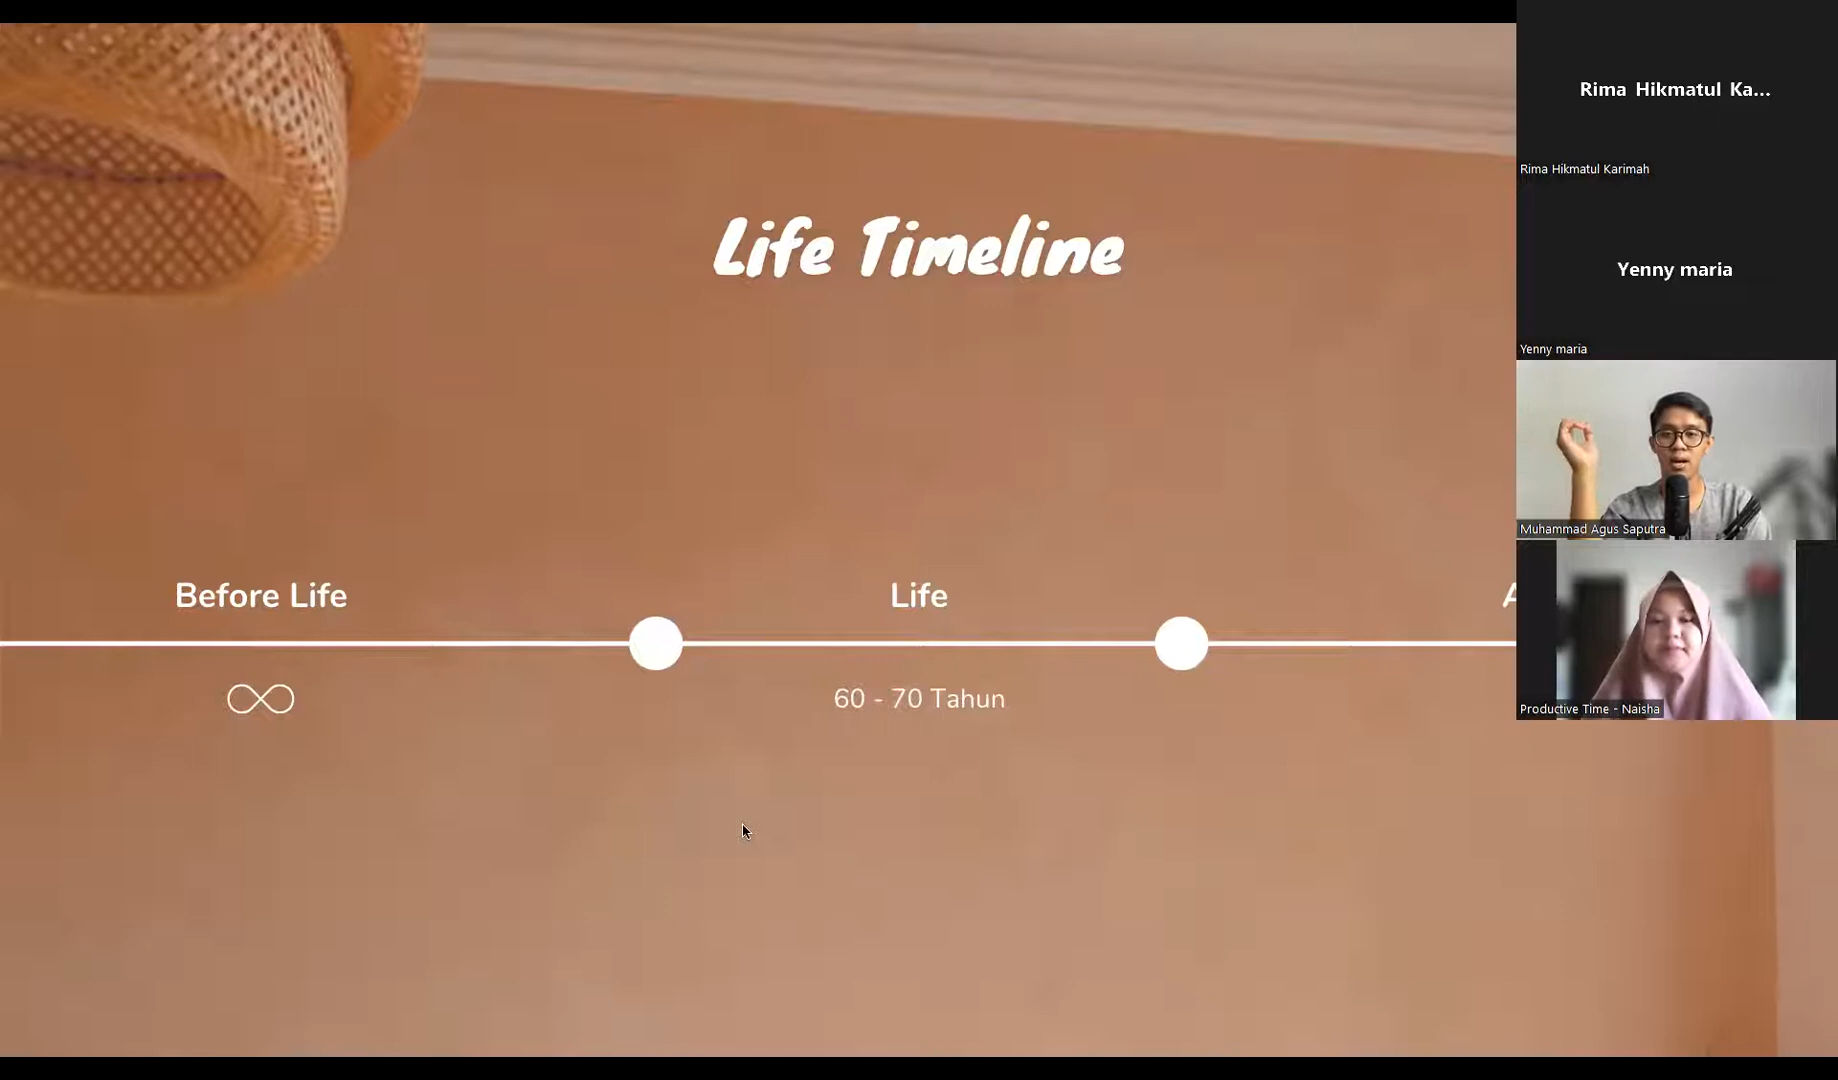 Life Timeline
Before Life
Life
∞
60 - 70 Tahun
Rima Hikmatul Ka...
Rima Hikmatul Karimah
Yenny maria
Yenny maria
Muhammad Agus Saputra
Productive Time - Naisha